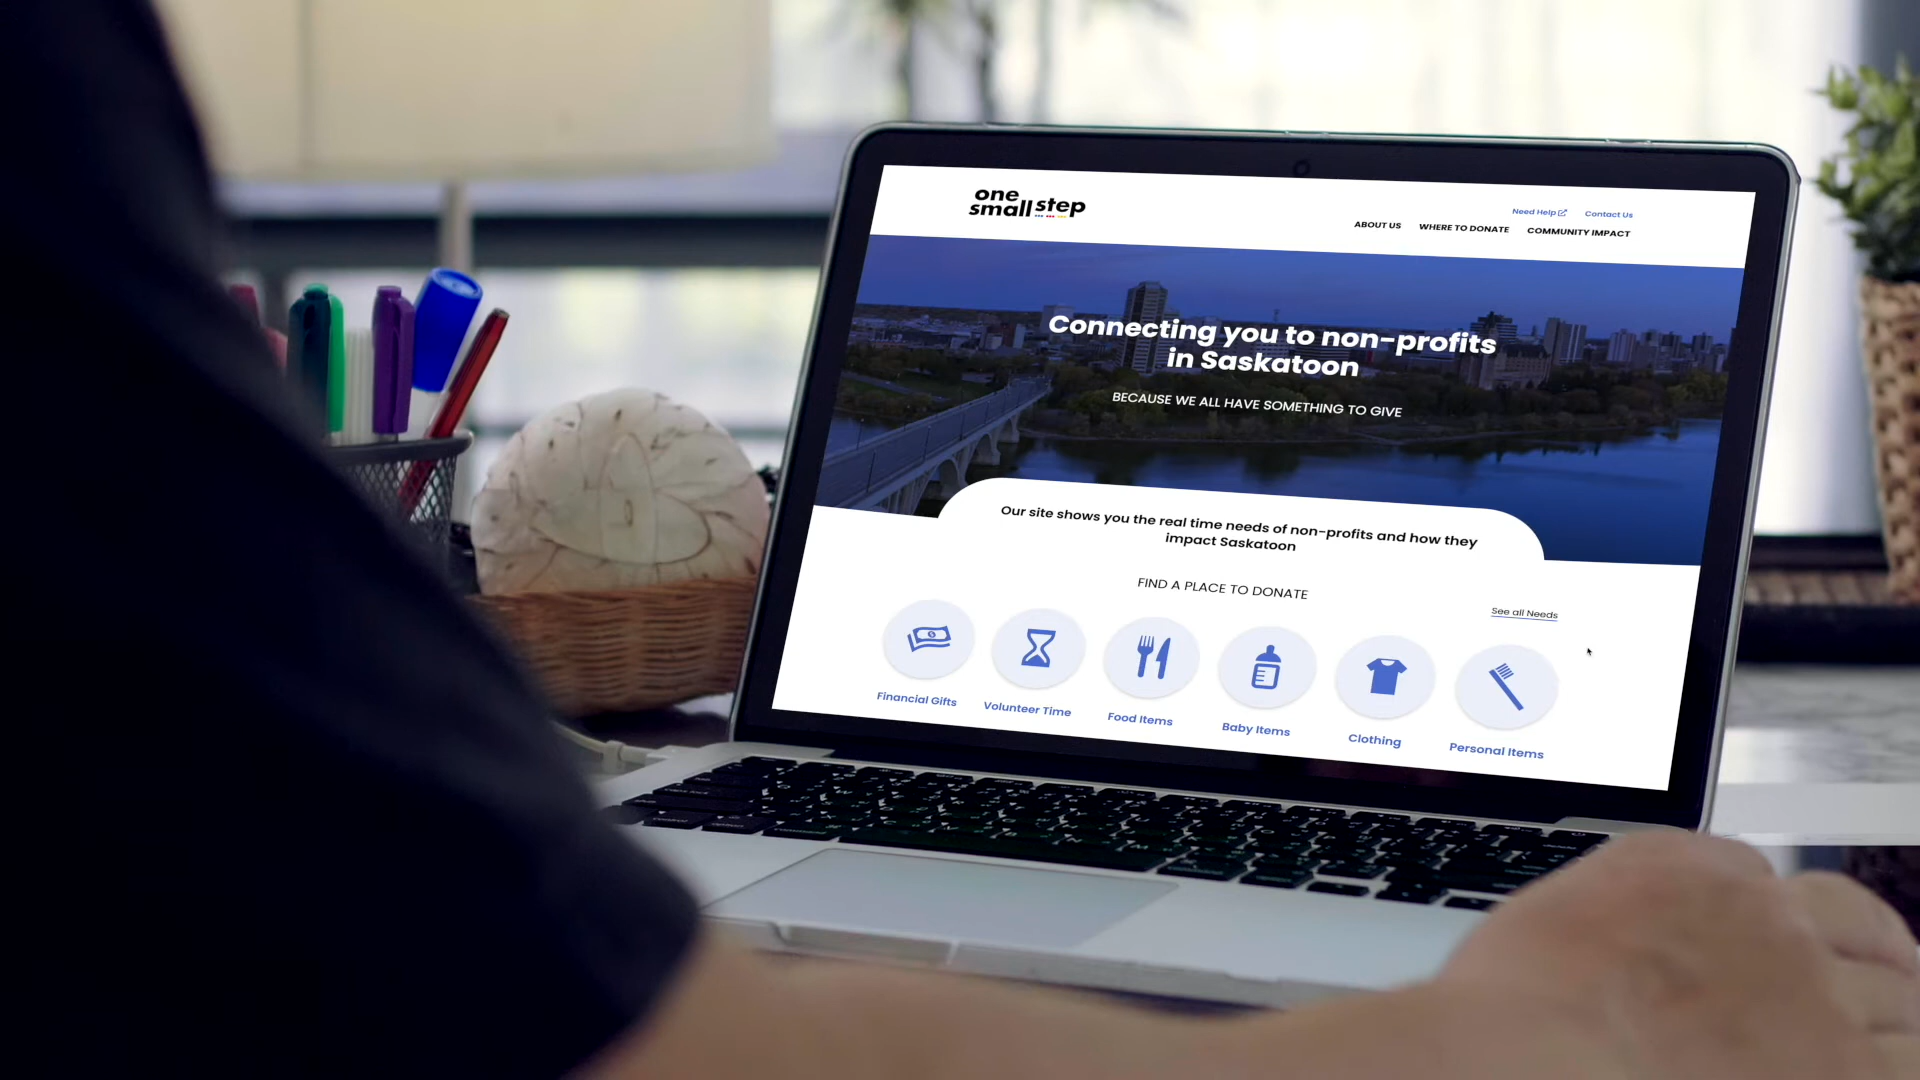 one
small step
Need Help
Contact Us
ABOUT US
WHERE TO DONATE
COMMUNITY IMPACT
Connecting you to non-profits
in Saskatoon
BECAUSE WE ALL HAVE SOMETHING TO GIVE
Our site shows you the real time needs of non-profits and how they
impact Saskatoon
FIND A PLACE TO DONATE
See all Needs
Financial Gifts
Volunteer Time
Food Items
Baby Items
Clothing
Personal Items